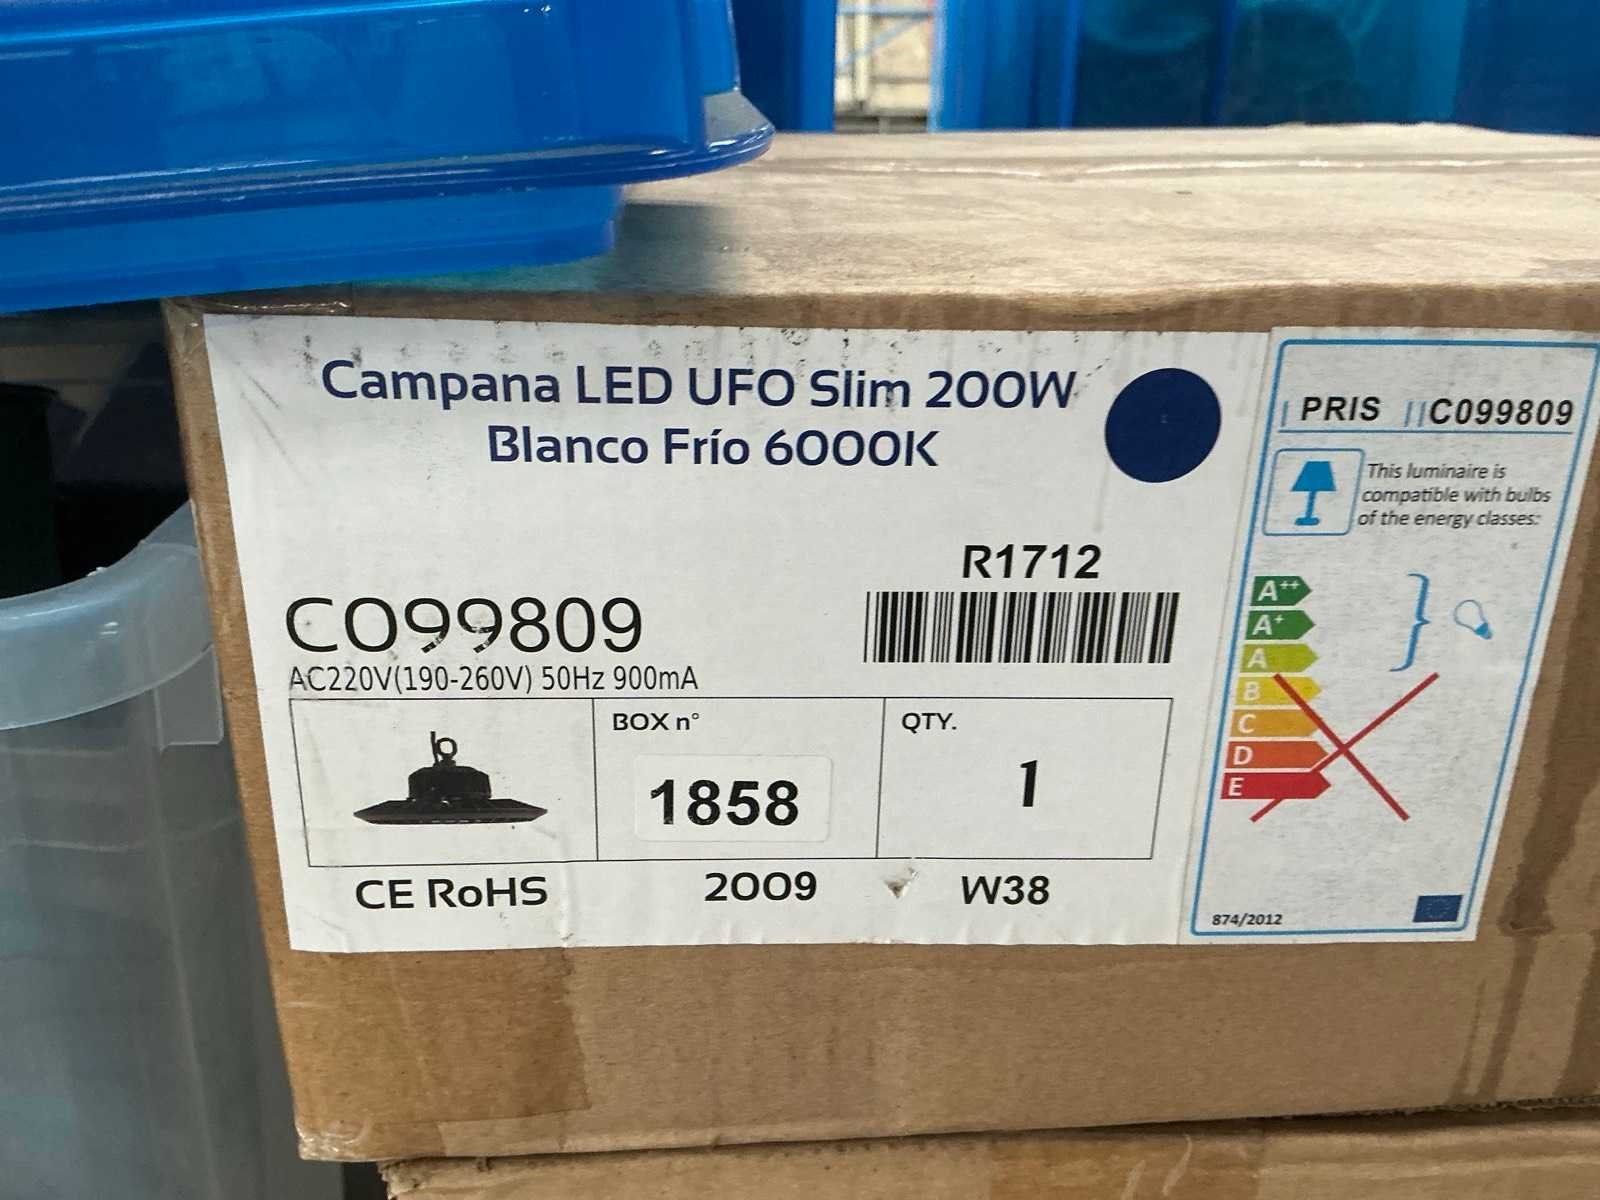 Campana LED UFO Slim 200W
Blanco Frío 6000K
R1712
CO99809
AC220V(190-260V) 50Hz 900mA
BOX n°
1858
QTY.
1
CE RoHS
2009
W38
PRIS
C099809
This luminaire is
compatible with bulbs
of the energy classes:
A++
A+
A
B
C
D
E
874/2012